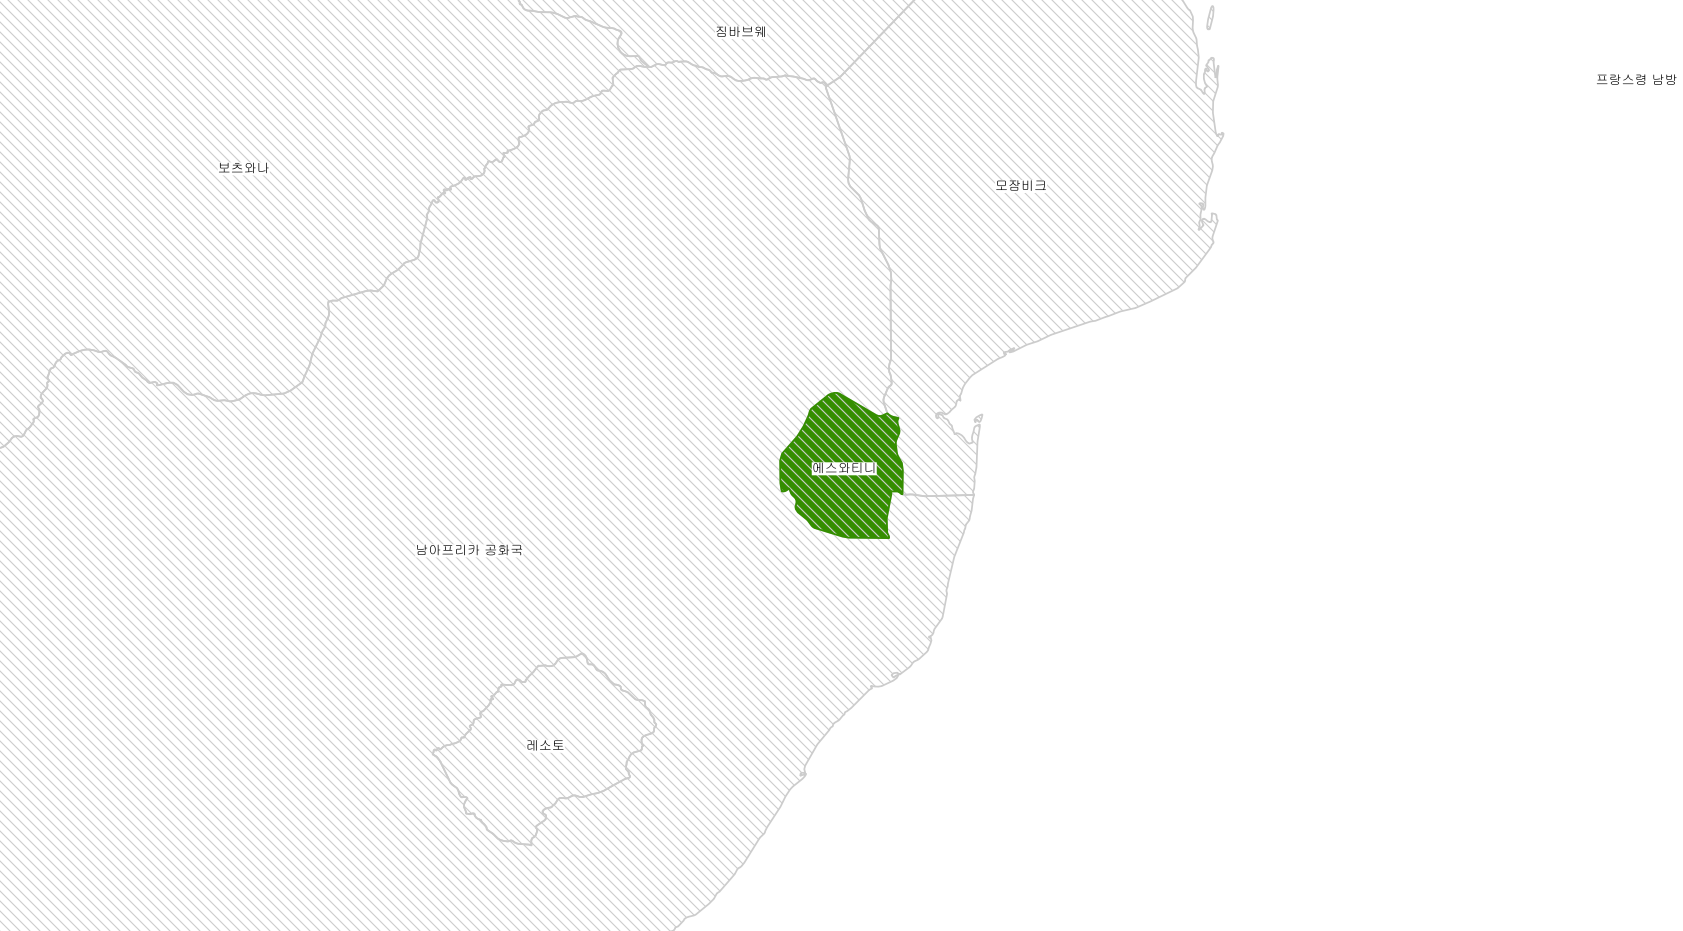 짐바브웨
프랑스령 남방
보츠와나
모잠비크
에스와티니
남아프리카 공화국
레소토